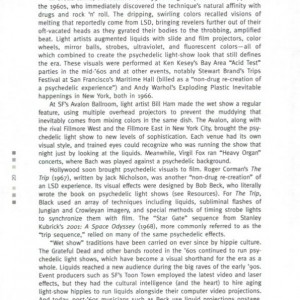 the 1960s, who immediately discovered the technique's natural affinity with
drugs and rock 'n' roll. The dripping, swirling colors recalled visions of
melting that reportedly come from LSD, bringing revelers further out of their
oft-vacated heads as they gyrated their bodies to the throbbing, amplified
beat. Light artists augmented liquids with slide and film projectors, color
wheels, mirror balls, strobes, ultraviolet, and fluorescent colors—all of
which combined to create the psychedelic light-show look that still defines
the era. These visuals were performed at Ken Kesey's Bay Area "Acid Test"
parties in the mid-'60s and at other events, notably Stewart Brand's Trips
Festival at San Francisco's Maritime Hall (billed as a "non-drug re-creation of
a psychedelic experience") and Andy Warhol's Exploding Plastic Inevitable
happenings in New York, both in 1966.
At SF's Avalon Ballroom, light artist Bill Ham made the wet show a regular
feature, using multiple overhead projectors to prevent the muddying that
inevitably comes from mixing colors in the same dish. The Avalon, along with
the rival Fillmore West and the Fillmore East in New York City, brought the psy-
chedelic light show to new levels of sophistication. Each venue had its own
visual style, and trained eyes could recognize who was running the show that
night just by looking at the liquids. Meanwhile, Virgil Fox ran "Heavy Organ"
concerts, where Bach was played against a psychedelic background.
Hollywood soon brought psychedelic visuals to film. Roger Corman's The
Trip (1967), written by Jack Nicholson, was another "non-drug re-creation" of
an LSD experience. Its visual effects were designed by Bob Beck, who literally
wrote the book on psychedelic light shows (see Resources). For The Trip,
Black used an array of techniques including liquids, subliminal flashes of
Jungian and Crowleyan imagery, and special methods of timing strobe lights
to synchronize them with film. The "Star Gate" sequence from Stanley
Kubrick's 2001: A Space Odyssey (1968), more commonly referred to as the
"trip sequence," relied on many of the same psychedelic effects.
"Wet show" traditions have been carried on ever since by hippie culture.
The Grateful Dead and other bands rooted in the '60s continued to run psy-
chedelic light shows, which have become a visual shorthand for the era as a
whole. Liquids reached a new audience during the big raves of the early '90s.
Event producers such as SF's Toon Town employed the latest video and laser
effects, but they had the cultural intelligence (and heart) to also bring in
new age hippies to run liquids alongside their computer video projections.
And today, post-'60s musicians such as Beck use liquid projections onstage
20